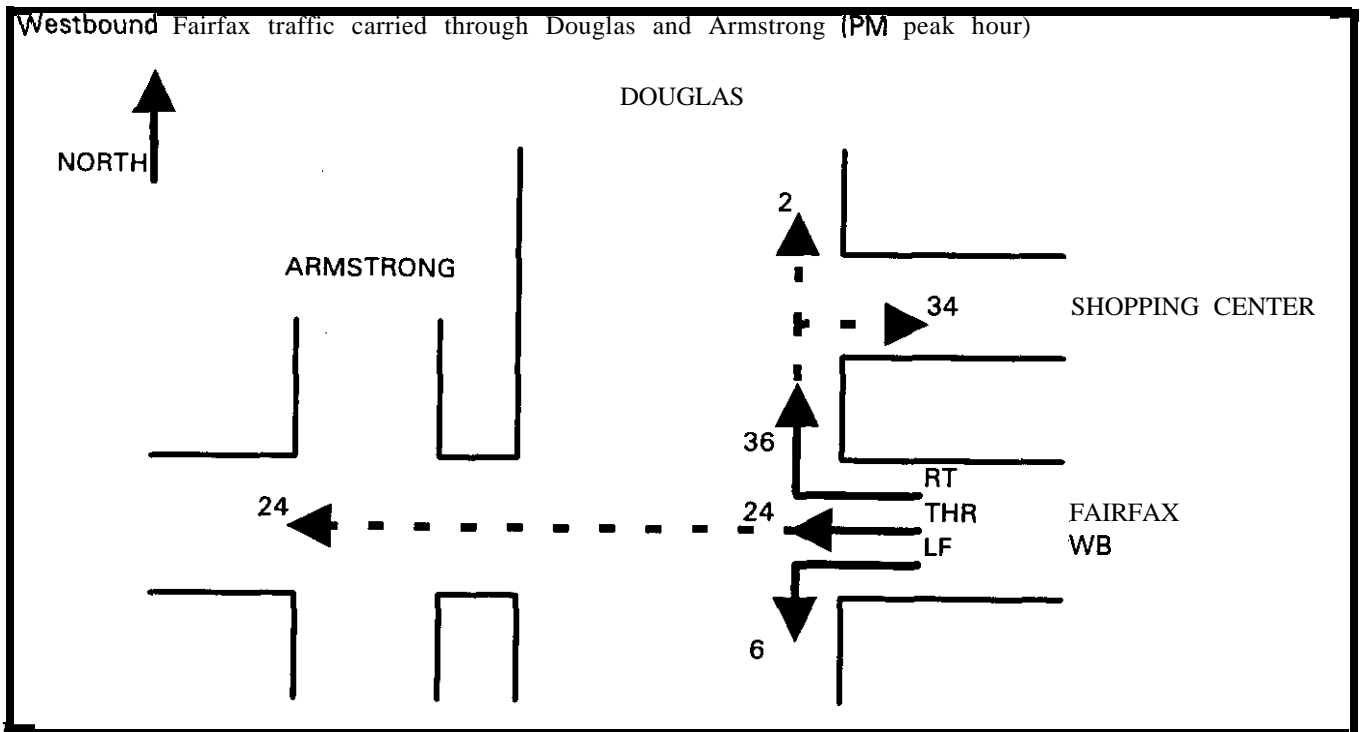 Westbound Fairfax traffic carried through Douglas and Armstrong (PM peak hour)
DOUGLAS
NORTH
2
ARMSTRONG
34
SHOPPING CENTER
36
RT
24
24
THR
FAIRFAX
LF
WB
6